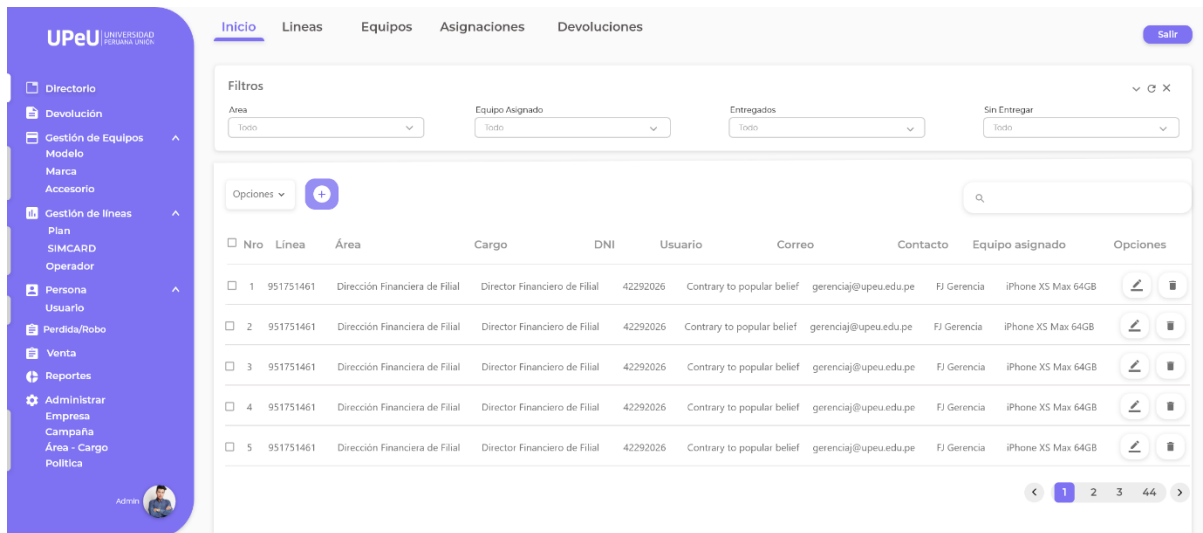 UPeU UNIVERSIDAD PERUANA UNIÓN
Directorio
Devolución
Gestión de Equipos
Modelo
Marca
Accesorio
Gestión de líneas
Plan
SIMCARD
Operador
Persona
Usuario
Perdida/Robo
Venta
Reportes
Administrar
Empresa
Campaña
Área - Cargo
Politica
Admin
Inicio Lineas Equipos Asignaciones Devoluciones
Salir
Filtros
Area Equipo Asignado Entregados Sin Entregar
Todo Todo Todo Todo
Opciones
Nro Línea Área Cargo DNI Usuario Correo Contacto Equipo asignado Opciones
1 951751461 Dirección Financiera de Filial Director Financiero de Filial 42292026 Contrary to popular belief gerenciaj@upeu.edu.pe FJ Gerencia iPhone XS Max 64GB
2 951751461 Dirección Financiera de Filial Director Financiero de Filial 42292026 Contrary to popular belief gerenciaj@upeu.edu.pe FJ Gerencia iPhone XS Max 64GB
3 951751461 Dirección Financiera de Filial Director Financiero de Filial 42292026 Contrary to popular belief gerenciaj@upeu.edu.pe FJ Gerencia iPhone XS Max 64GB
4 951751461 Dirección Financiera de Filial Director Financiero de Filial 42292026 Contrary to popular belief gerenciaj@upeu.edu.pe FJ Gerencia iPhone XS Max 64GB
5 951751461 Dirección Financiera de Filial Director Financiero de Filial 42292026 Contrary to popular belief gerenciaj@upeu.edu.pe FJ Gerencia iPhone XS Max 64GB
1 2 3 44